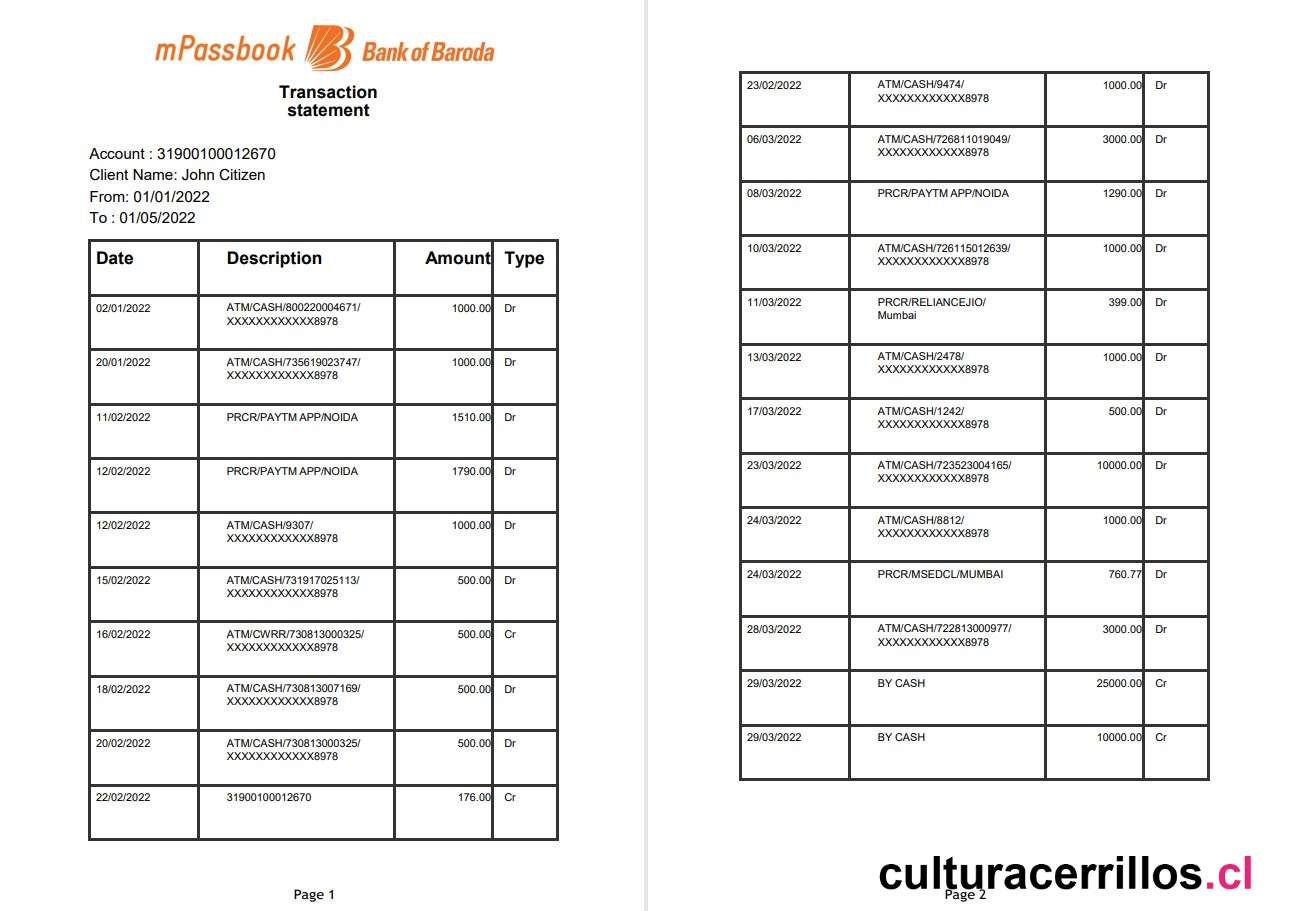 mPassbook Bank of Baroda
Transaction
statement
Account : 31900100012670
Client Name: John Citizen
From: 01/01/2022
To : 01/05/2022
Date Description Amount Type
02/01/2022 ATM/CASH/800220004671/ 1000.00 Dr
XXXXXXXXXXXX8978
20/01/2022 ATM/CASH/735619023747/ 1000.00 Dr
XXXXXXXXXXXX8978
11/02/2022 PRCR/PAYTM APP/NOIDA 1510.00 Dr
12/02/2022 PRCR/PAYTM APP/NOIDA 1790.00 Dr
12/02/2022 ATM/CASH/9307/ 1000.00 Dr
XXXXXXXXXXXX8978
15/02/2022 ATM/CASH/731917025113/ 500.00 Dr
XXXXXXXXXXXX8978
16/02/2022 ATM/CWRR/730813000325/ 500.00 Cr
XXXXXXXXXXXX8978
18/02/2022 ATM/CASH/730813007169/ 500.00 Dr
XXXXXXXXXXXX8978
20/02/2022 ATM/CASH/730813000325/ 500.00 Dr
XXXXXXXXXXXX8978
22/02/2022 31900100012670 176.00 Cr
Page 1
23/02/2022 ATM/CASH/9474/ 1000.00 Dr
XXXXXXXXXXXX8978
06/03/2022 ATM/CASH/726811019049/ 3000.00 Dr
XXXXXXXXXXXX8978
08/03/2022 PRCR/PAYTM APP/NOIDA 1290.00 Dr
10/03/2022 ATM/CASH/726115012639/ 1000.00 Dr
XXXXXXXXXXXX8978
11/03/2022 PRCR/RELIANCEJIO/ 399.00 Dr
Mumbai
13/03/2022 ATM/CASH/2478/ 1000.00 Dr
XXXXXXXXXXXX8978
17/03/2022 ATM/CASH/1242/ 500.00 Dr
XXXXXXXXXXXX8978
23/03/2022 ATM/CASH/723523004165/ 10000.00 Dr
XXXXXXXXXXXX8978
24/03/2022 ATM/CASH/8812/ 1000.00 Dr
XXXXXXXXXXXX8978
24/03/2022 PRCR/MSEDCL/MUMBAI 760.77 Dr
28/03/2022 ATM/CASH/722813000977/ 3000.00 Dr
XXXXXXXXXXXX8978
29/03/2022 BY CASH 25000.00 Cr
29/03/2022 BY CASH 10000.00 Cr
culturacerrillos.cl
Page 2